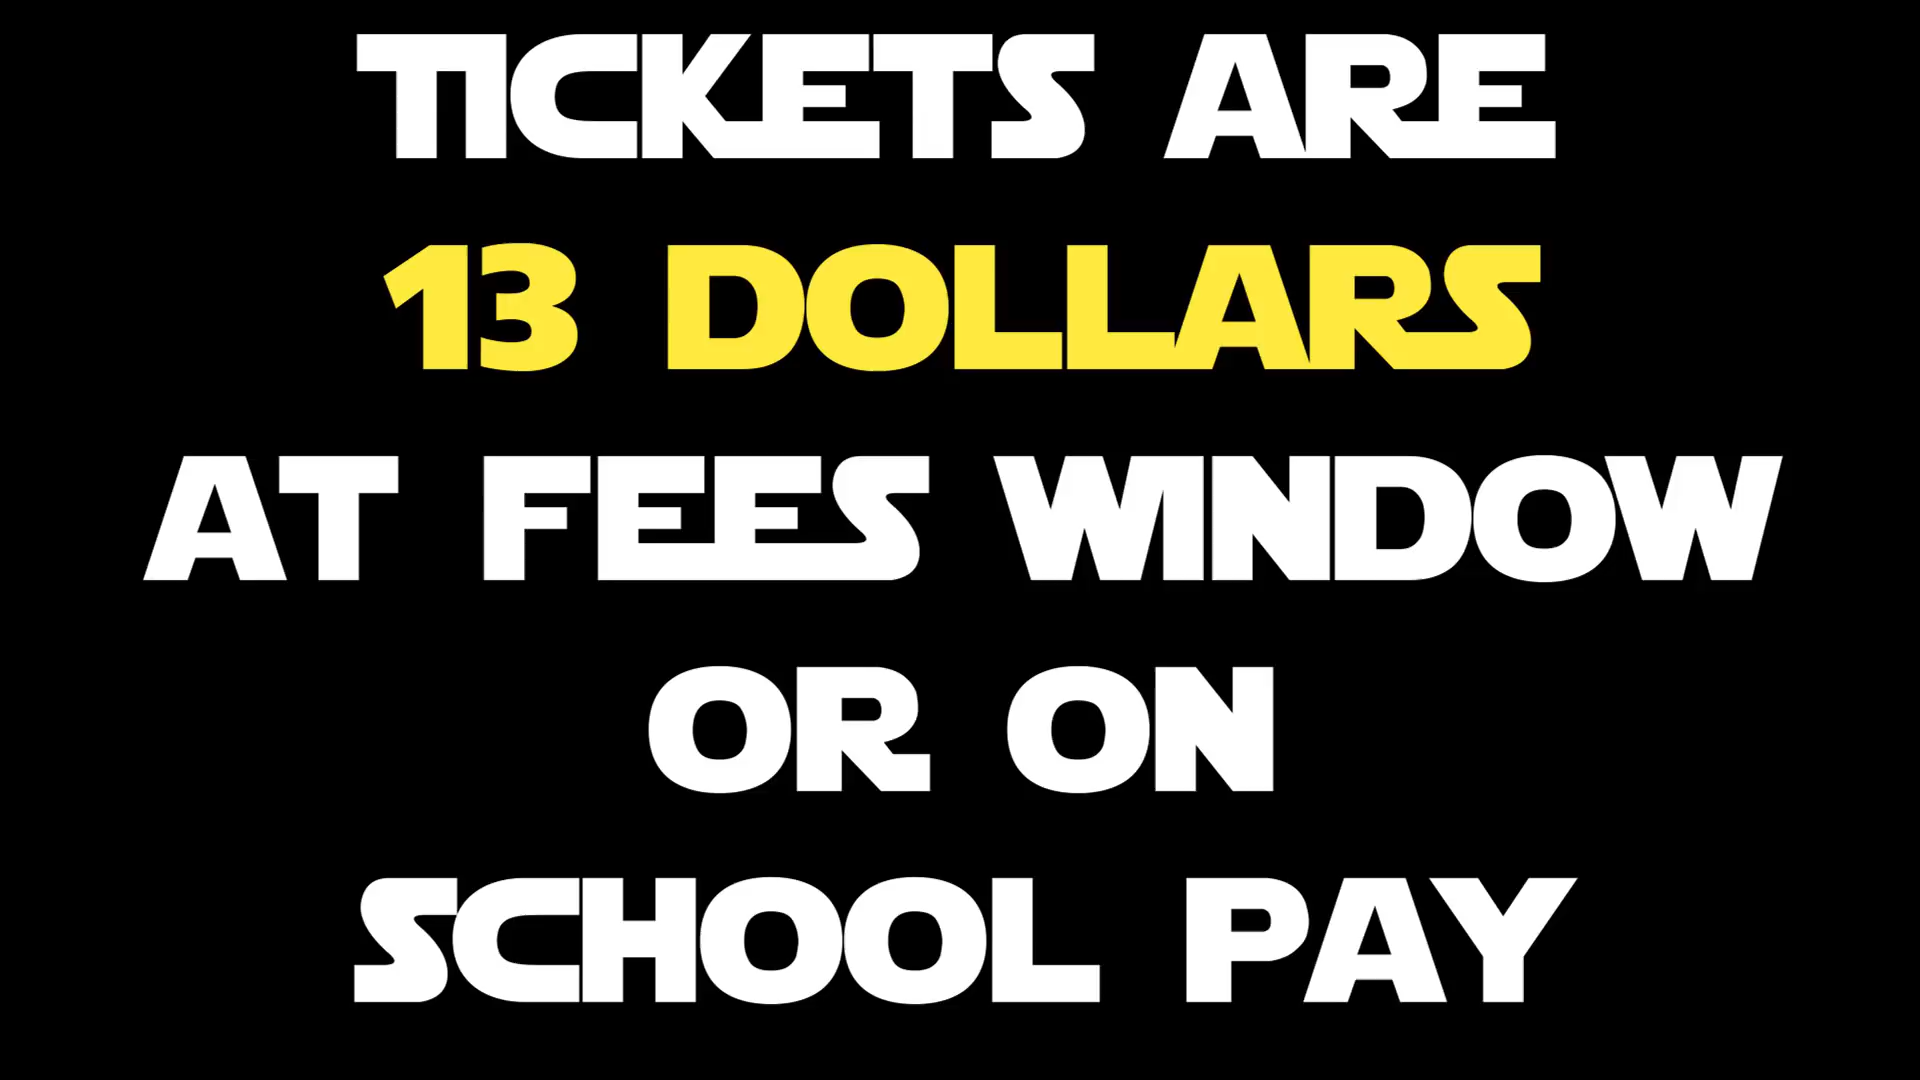 TICKETS ARE
13 DOLLARS
AT FEES WINDOW
OR ON
SCHOOL PAY